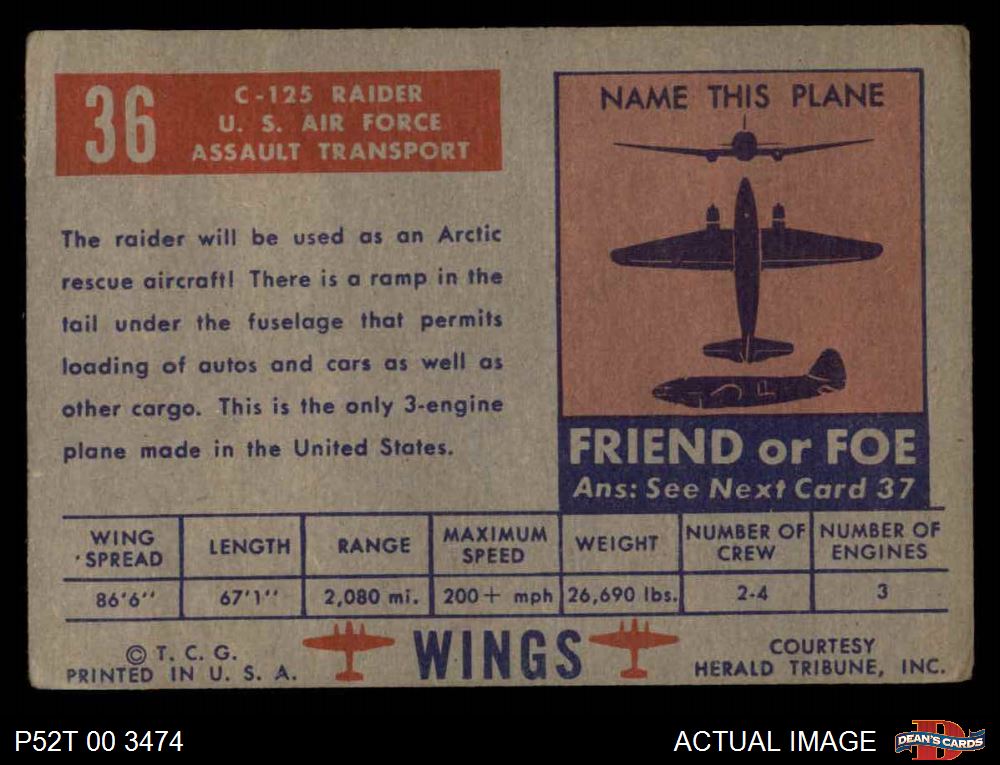 36
C-125 RAIDER
U. S. AIR FORCE
ASSAULT TRANSPORT
The raider will be used as an Arctic
rescue aircraft! There is a ramp in the
tail under the fuselage that permits
loading of autos and cars as well as
other cargo. This is the only 3-engine
plane made in the United States.
NAME THIS PLANE
FRIEND or FOE
Ans: See Next Card 37
WING SPREAD LENGTH RANGE MAXIMUM SPEED WEIGHT NUMBER OF CREW NUMBER OF ENGINES
86'6'' 67'1'' 2,080 mi. 200+ mph 26,690 lbs. 2-4 3
© T. C. G.
PRINTED IN U. S. A.
WINGS
COURTESY
HERALD TRIBUNE, INC.
P52T 00 3474
ACTUAL IMAGE
DEAN'S CARDS